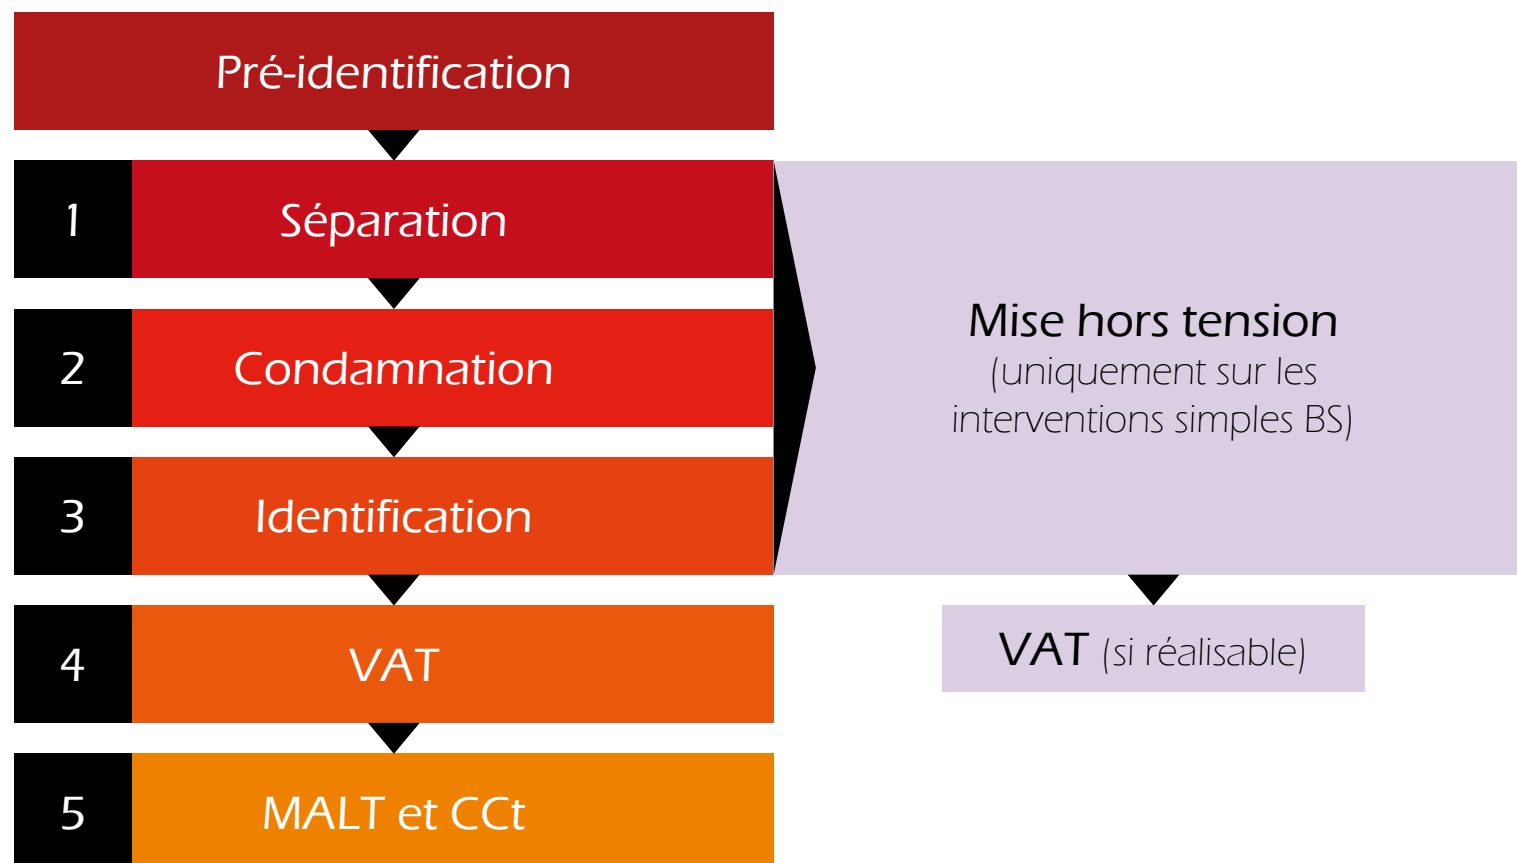 Pré-identification
1 Séparation
2 Condamnation
3 Identification
4 VAT
5 MALT et CCt
Mise hors tension
(uniquement sur les
interventions simples BS)
VAT (si réalisable)